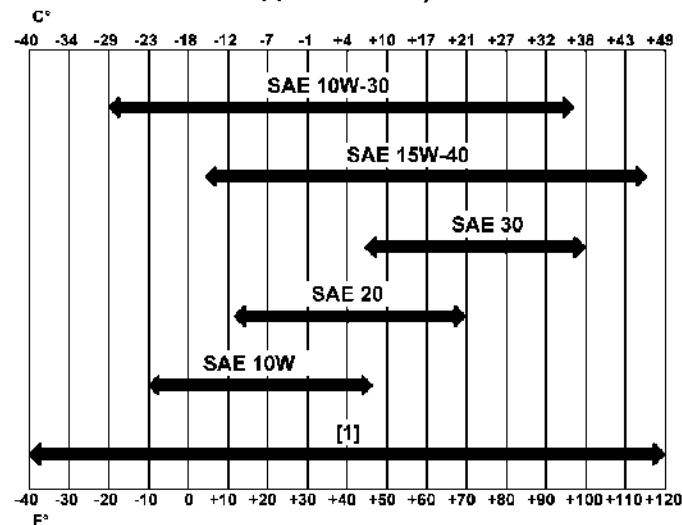 C°
-40 -34 -29 -23 -18 -12 -7 -1 +4 +10 +17 +21 +27 +32 +38 +43 +49
SAE 10W-30
SAE 15W-40
SAE 30
SAE 20
SAE 10W
[1]
-40 -30 -20 -10 0 +10 +20 +30 +40 +50 +60 +70 +80 +90 +100 +110 +120
F°